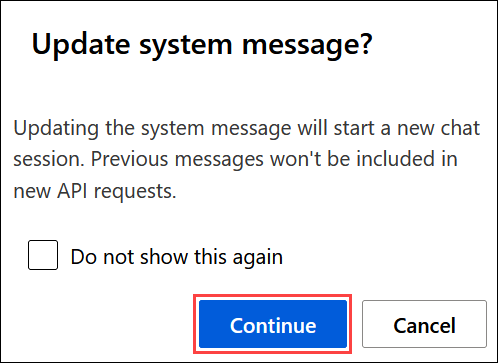 Update system message?
Updating the system message will start a new chat
session. Previous messages won't be included in
new API requests.
Do not show this again
Continue
Cancel